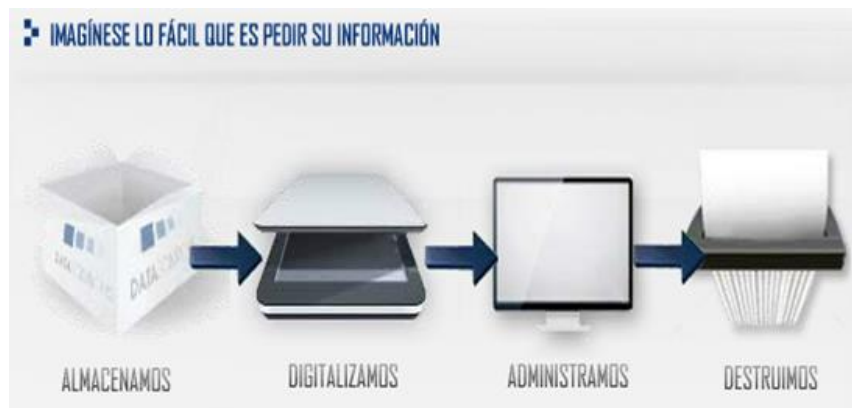 IMAGÍNESE LO FÁCIL QUE ES PEDIR SU INFORMACIÓN
ALMACENAMOS
DIGITALIZAMOS
ADMINISTRAMOS
DESTRUIMOS